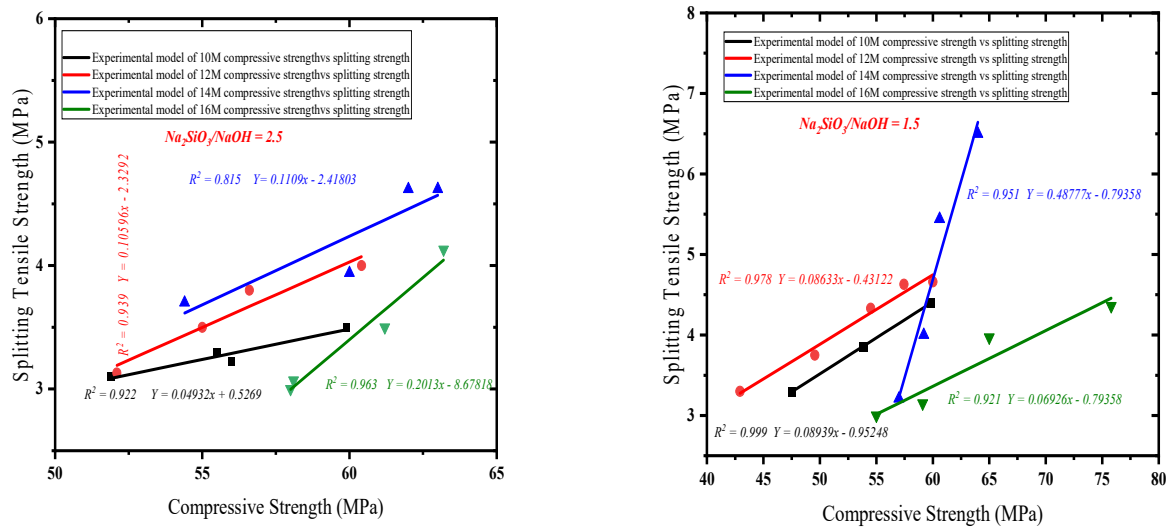 6
5
4
3
50
55
60
65
Splitting Tensile Strength (MPa)
Compressive Strength (MPa)
Experimental model of 10M compressive strengthvs splitting strength
Experimental model of 12M compressive strengthvs splitting strength
Experimental model of 14M compressive strengthvs splitting strength
Experimental model of 16M compressive strengthvs splitting strength
Na₂SiO₃/NaOH = 2.5
R² = 0.815 Y= 0.1109x - 2.41803
R² = 0.939 Y = 0.10596x - 2.3292
R² = 0.922 Y= 0.04932x + 0.5269
R² = 0.963 Y= 0.2013x - 8.67818
8
7
6
5
4
3
40
45
50
55
60
65
70
75
80
Splitting Tensile Strength (MPa)
Compressive Strength (MPa)
Experimental model of 10M compressive strength vs splitting strength
Experimental model of 12M compressive strength vs splitting strength
Experimental model of 14M compressive strength vs splitting strength
Experimental model of 16M compressive strength vs splitting strength
Na₂SiO₃/NaOH = 1.5
R² = 0.951 Y= 0.48777x - 0.79358
R² = 0.978 Y= 0.08633x - 0.43122
R² = 0.921 Y= 0.06926x - 0.79358
R² = 0.999 Y= 0.08939x - 0.95248